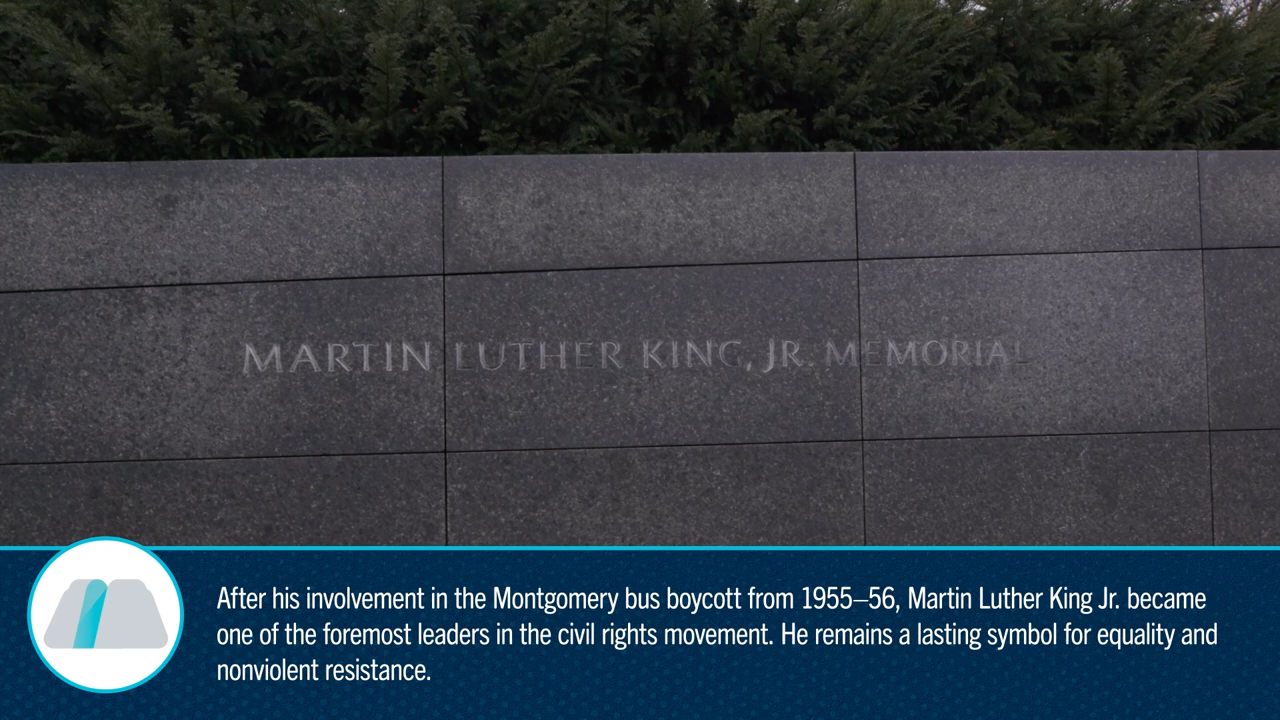 MARTIN LUTHER KING, JR. MEMORIAL
After his involvement in the Montgomery bus boycott from 1955–56, Martin Luther King Jr. became
one of the foremost leaders in the civil rights movement. He remains a lasting symbol for equality and
nonviolent resistance.